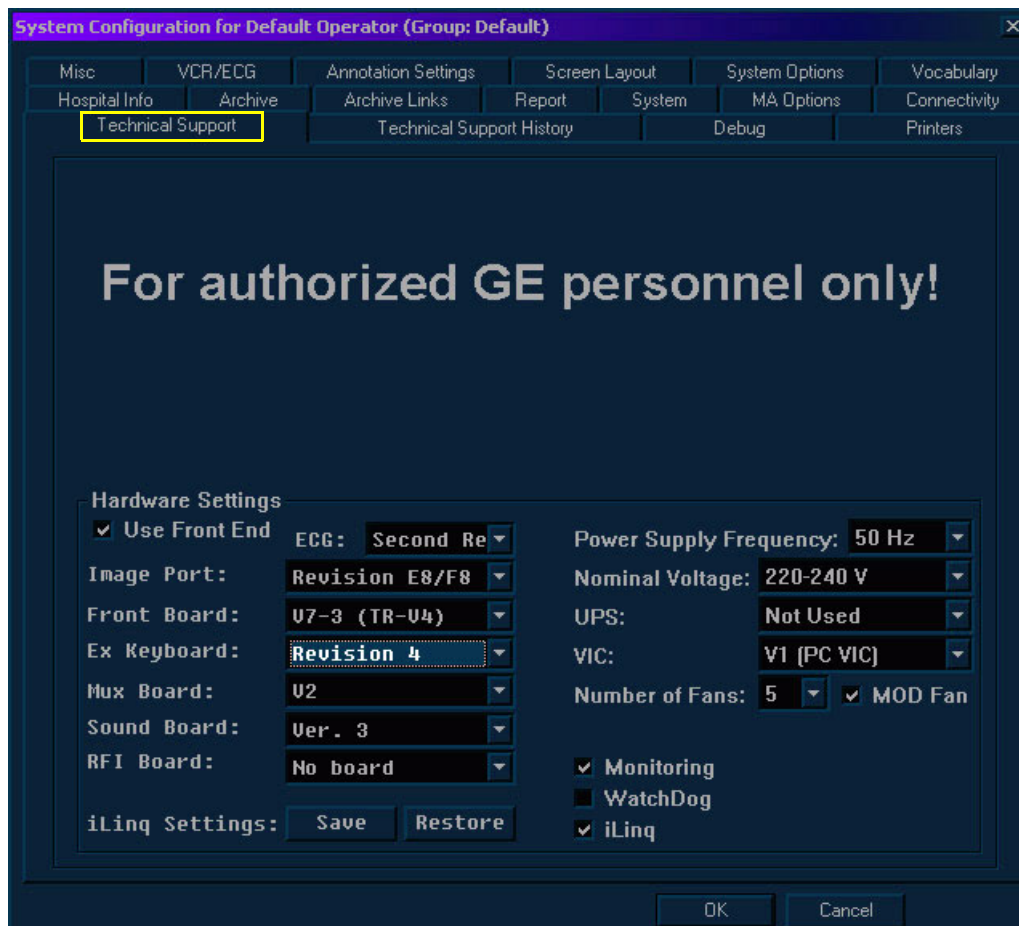 System Configuration for Default Operator (Group: Default)
Misc VCR/ECG Annotation Settings Screen Layout System Options Vocabulary
Hospital Info Archive Archive Links Report System MA Options Connectivity
Technical Support Technical Support History Debug Printers
For authorized GE personnel only!
Hardware Settings
Use Front End ECG: Second Re Power Supply Frequency: 50 Hz
Image Port: Revision E8/F8 Nominal Voltage: 220-240 V
Front Board: V7-3 (TR-V4) UPS: Not Used
Ex Keyboard: Revision 4 VIC: V1 (PC VIC)
Mux Board: V2 Number of Fans: 5 MOD Fan
Sound Board: Ver. 3
RFI Board: No board Monitoring
WatchDog
iLinq Settings: Save Restore iLinq
OK Cancel